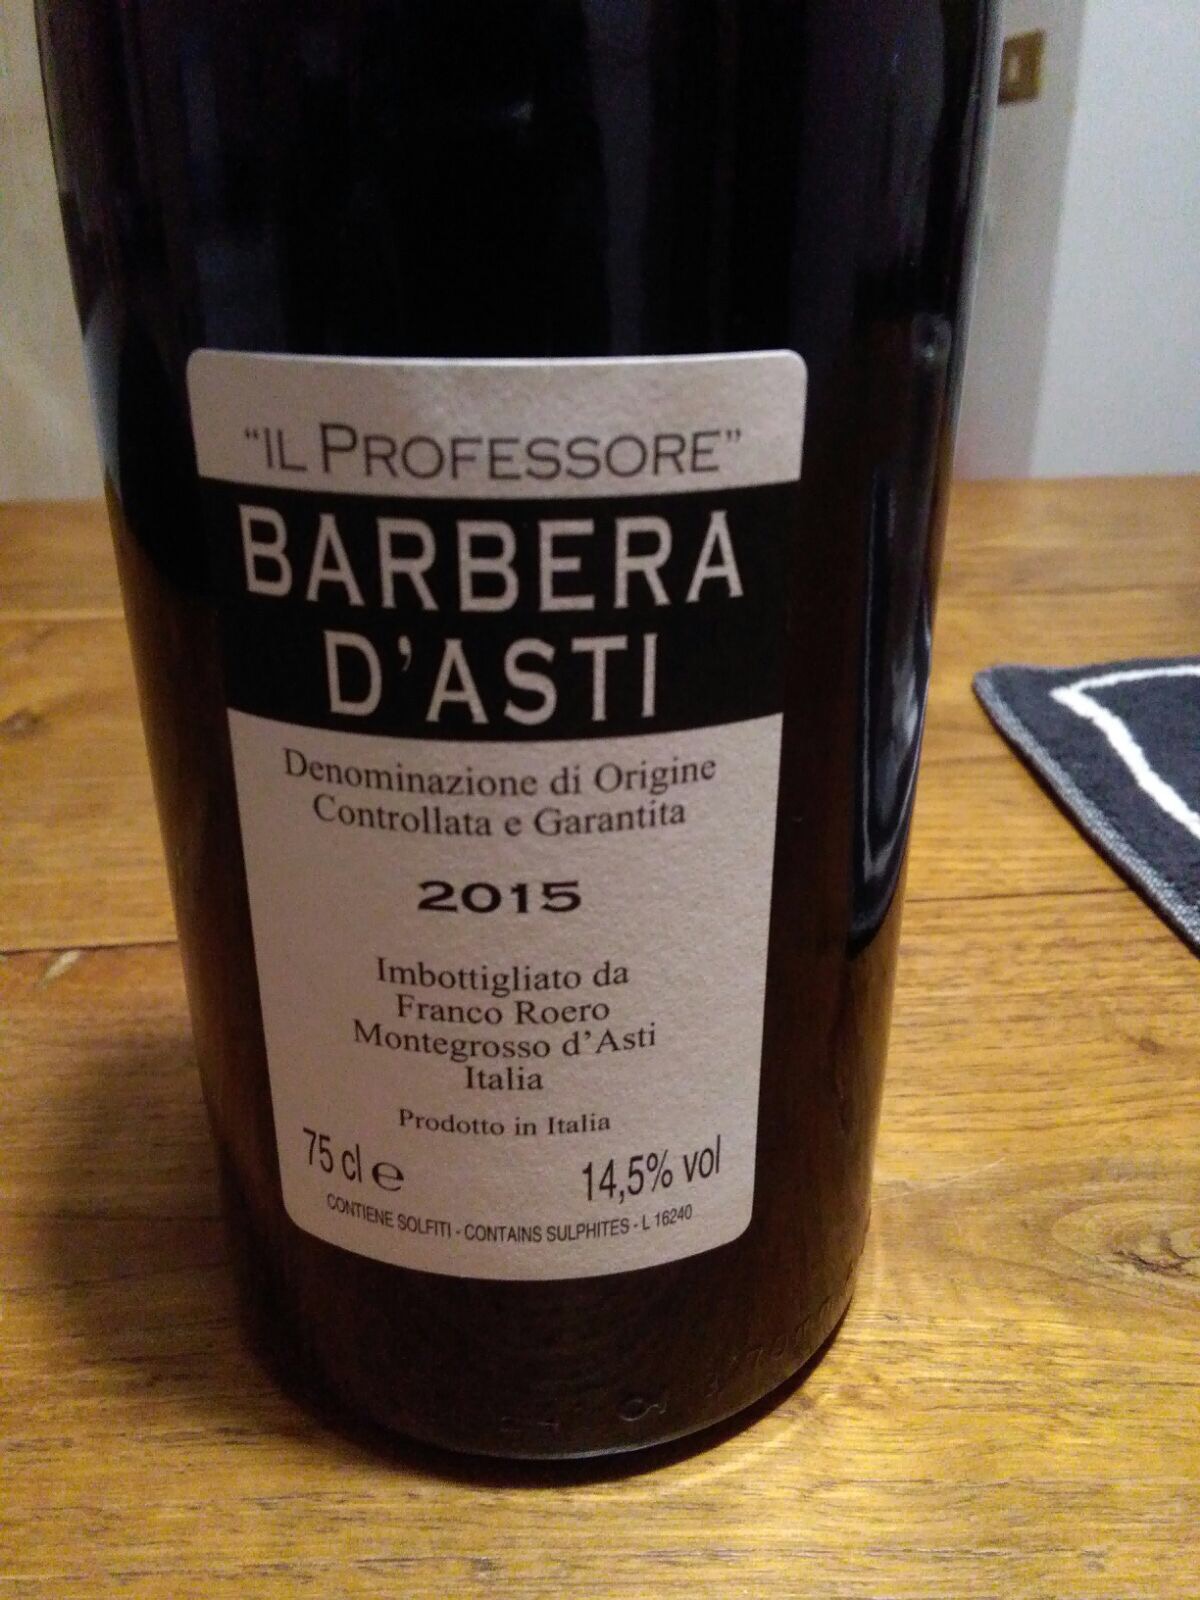 "IL PROFESSORE"
BARBERA
D'ASTI
Denominazione di Origine
Controllata e Garantita
2015
Imbottigliato da
Franco Roero
Montegrosso d'Asti
Italia
Prodotto in Italia
75 cl e 14,5% vol
CONTIENE SOLFITI - CONTAINS SULPHITES - L 16240